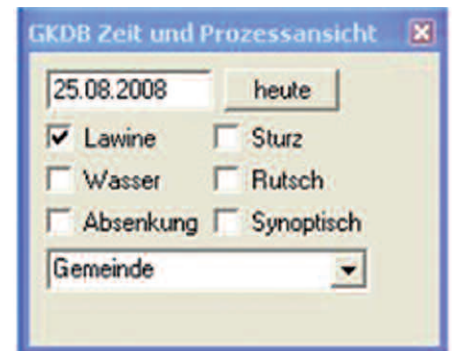 GKDB Zeit und Prozessansicht
25.08.2008 heute
Lawine Sturz
Wasser Rutsch
Absenkung Synoptisch
Gemeinde